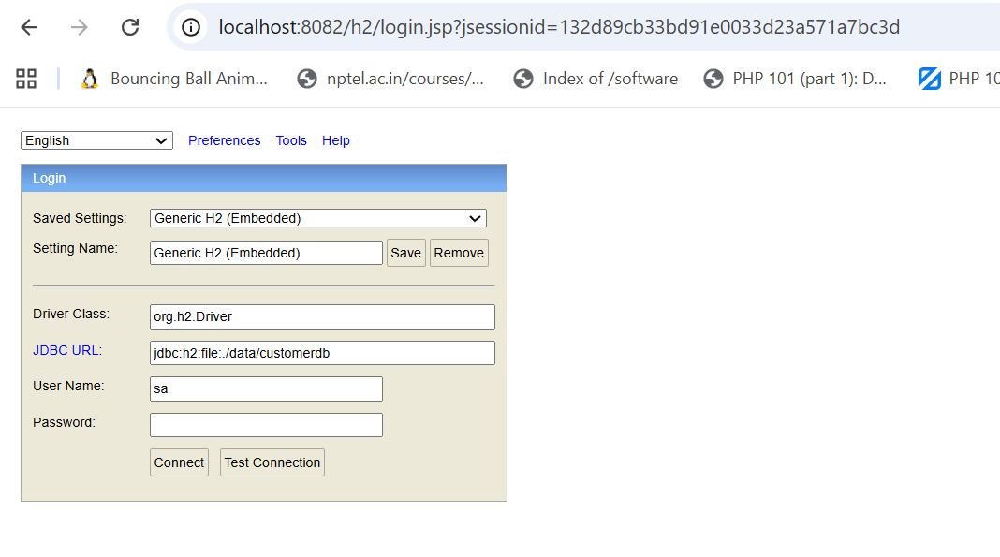 localhost:8082/h2/login.jsp?jsessionid=132d89cb33bd91e0033d23a571a7bc3d
Bouncing Ball Anim... nptel.ac.in/courses/... Index of /software PHP 101 (part 1): D... PHP 10
English Preferences Tools Help
Login
Saved Settings: Generic H2 (Embedded)
Setting Name: Generic H2 (Embedded) Save Remove
Driver Class: org.h2.Driver
JDBC URL: jdbc:h2:file:./data/customerdb
User Name: sa
Password:
Connect Test Connection